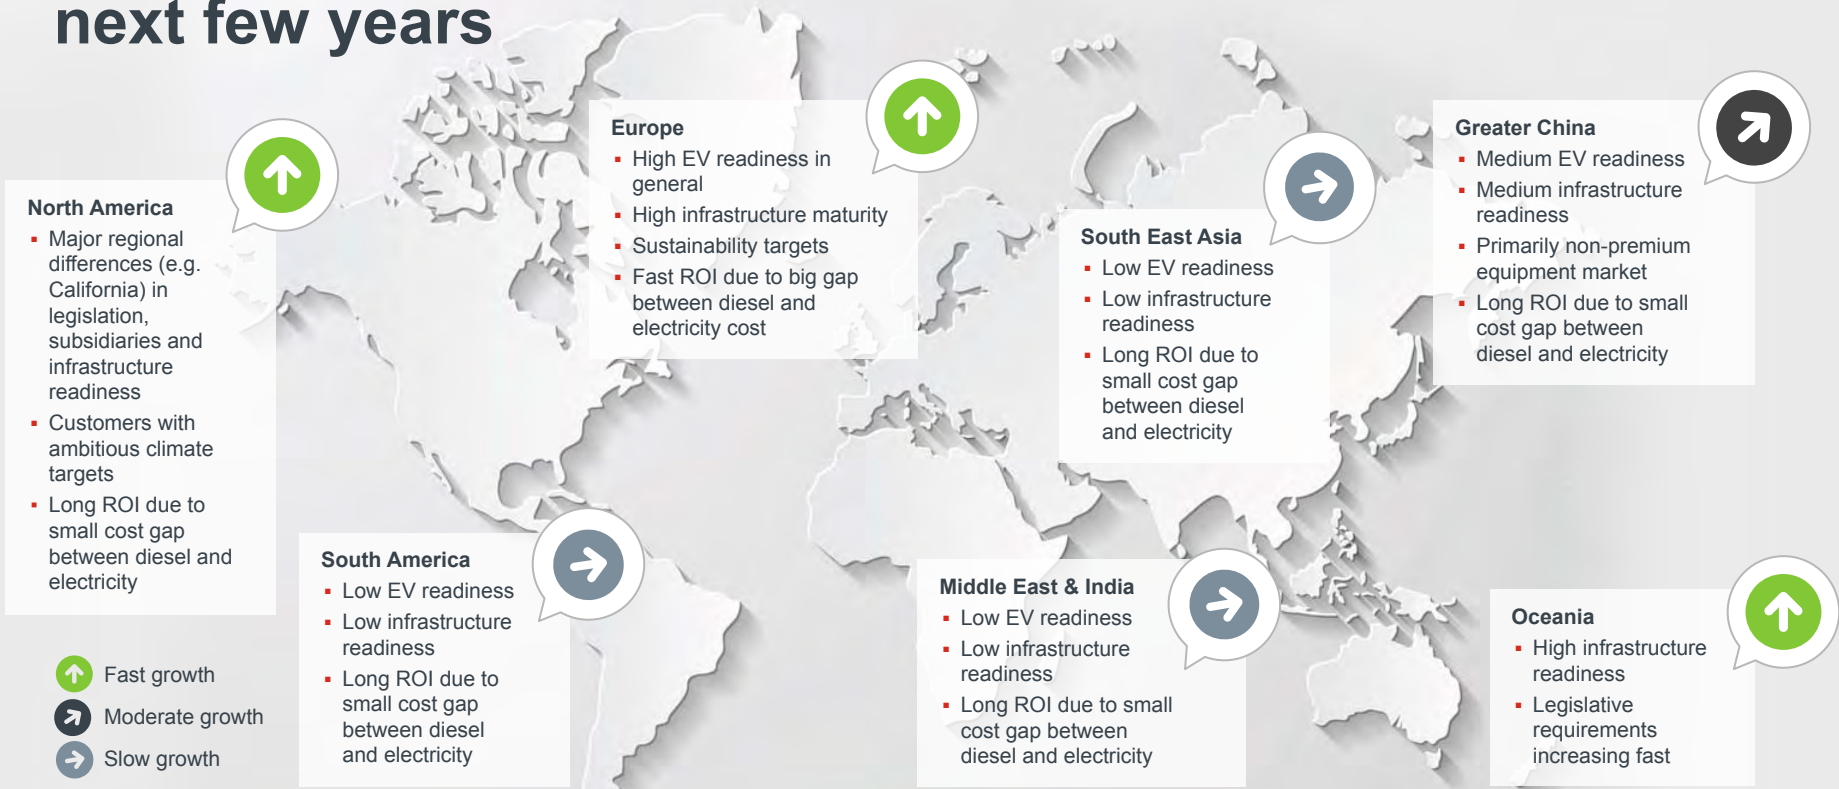 next few years
North America
▪ Major regional
differences (e.g.
California) in
legislation,
subsidiaries and
infrastructure
readiness
▪ Customers with
ambitious climate
targets
▪ Long ROI due to
small cost gap
between diesel and
electricity
Europe
▪ High EV readiness in
general
▪ High infrastructure maturity
▪ Sustainability targets
▪ Fast ROI due to big gap
between diesel and
electricity cost
South East Asia
▪ Low EV readiness
▪ Low infrastructure
readiness
▪ Long ROI due to
small cost gap
between diesel
and electricity
Greater China
▪ Medium EV readiness
▪ Medium infrastructure
readiness
▪ Primarily non-premium
equipment market
▪ Long ROI due to small
cost gap between
diesel and electricity
South America
▪ Low EV readiness
▪ Low infrastructure
readiness
▪ Long ROI due to
small cost gap
between diesel
and electricity
Middle East & India
▪ Low EV readiness
▪ Low infrastructure
readiness
▪ Long ROI due to small
cost gap between
diesel and electricity
Oceania
▪ High infrastructure
readiness
▪ Legislative
requirements
increasing fast
Fast growth
Moderate growth
Slow growth